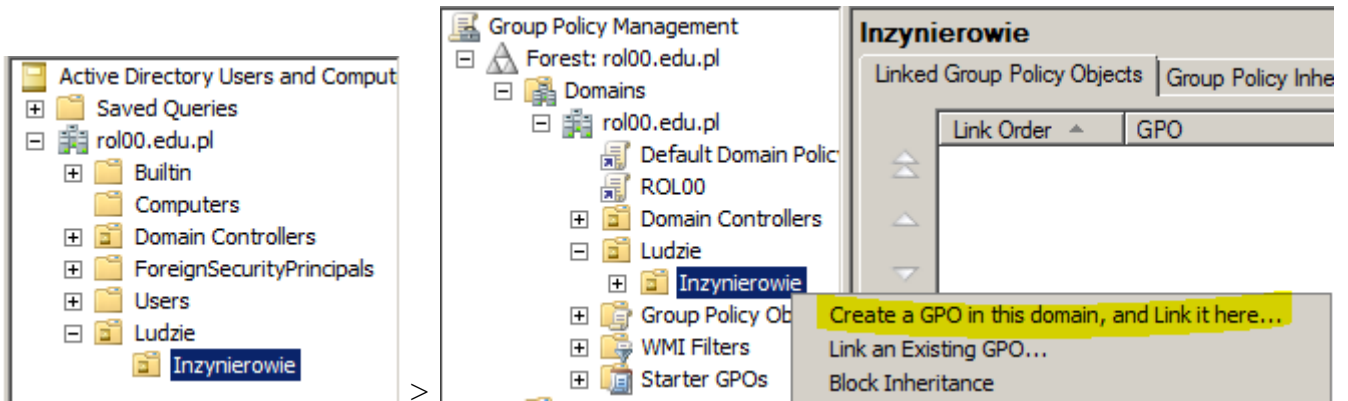 Active Directory Users and Comput
Saved Queries
rol00.edu.pl
Builtin
Computers
Domain Controllers
ForeignSecurityPrincipals
Users
Ludzie
Inzynierowie
>
Group Policy Management
Forest: rol00.edu.pl
Domains
rol00.edu.pl
Default Domain Polic
ROL00
Domain Controllers
Ludzie
Inzynierowie
Group Policy Ob
WMI Filters
Starter GPOs
Inzynierowie
Linked Group Policy Objects Group Policy Inhe
Link Order GPO
Create a GPO in this domain, and Link it here...
Link an Existing GPO...
Block Inheritance